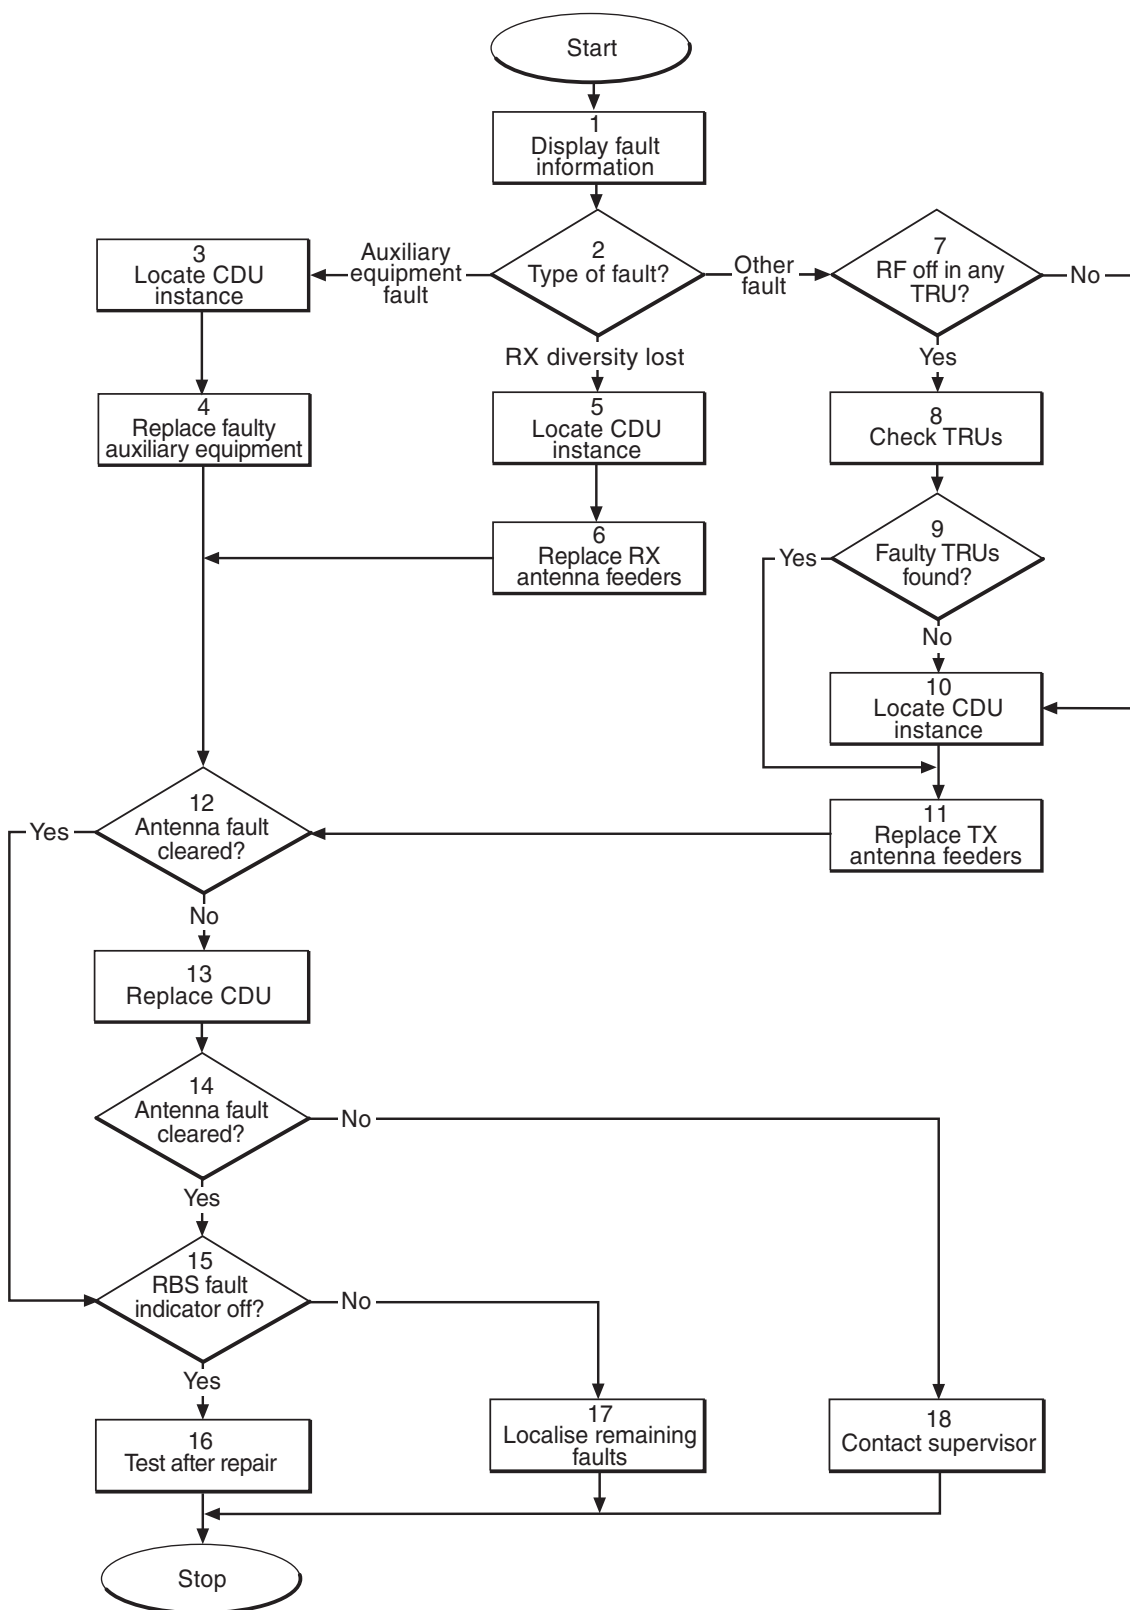 Start
1
Display fault
information
2
Type of fault?
Auxiliary
equipment
fault
3
Locate CDU
instance
Other
fault
7
RF off in any
TRU?
No
RX diversity lost
Yes
4
Replace faulty
auxiliary equipment
5
Locate CDU
instance
8
Check TRUs
6
Replace RX
antenna feeders
9
Faulty TRUs
found?
Yes
No
10
Locate CDU
instance
11
Replace TX
antenna feeders
12
Antenna fault
cleared?
Yes
No
13
Replace CDU
14
Antenna fault
cleared?
No
Yes
15
RBS fault
indicator off?
No
Yes
16
Test after repair
17
Localise remaining
faults
18
Contact supervisor
Stop